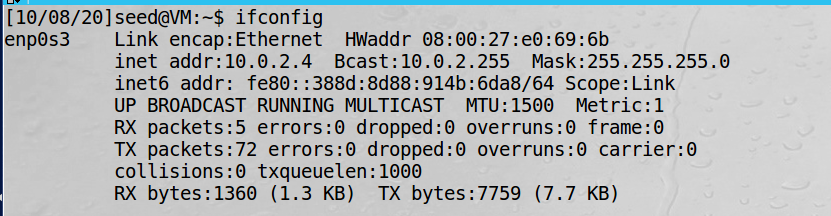 [10/08/20]seed@VM:~$ ifconfig
enp0s3    Link encap:Ethernet  HWaddr 08:00:27:e0:69:6b
          inet addr:10.0.2.4  Bcast:10.0.2.255  Mask:255.255.255.0
          inet6 addr: fe80::388d:8d88:914b:6da8/64 Scope:Link
          UP BROADCAST RUNNING MULTICAST  MTU:1500  Metric:1
          RX packets:5 errors:0 dropped:0 overruns:0 frame:0
          TX packets:72 errors:0 dropped:0 overruns:0 carrier:0
          collisions:0 txqueuelen:1000
          RX bytes:1360 (1.3 KB)  TX bytes:7759 (7.7 KB)